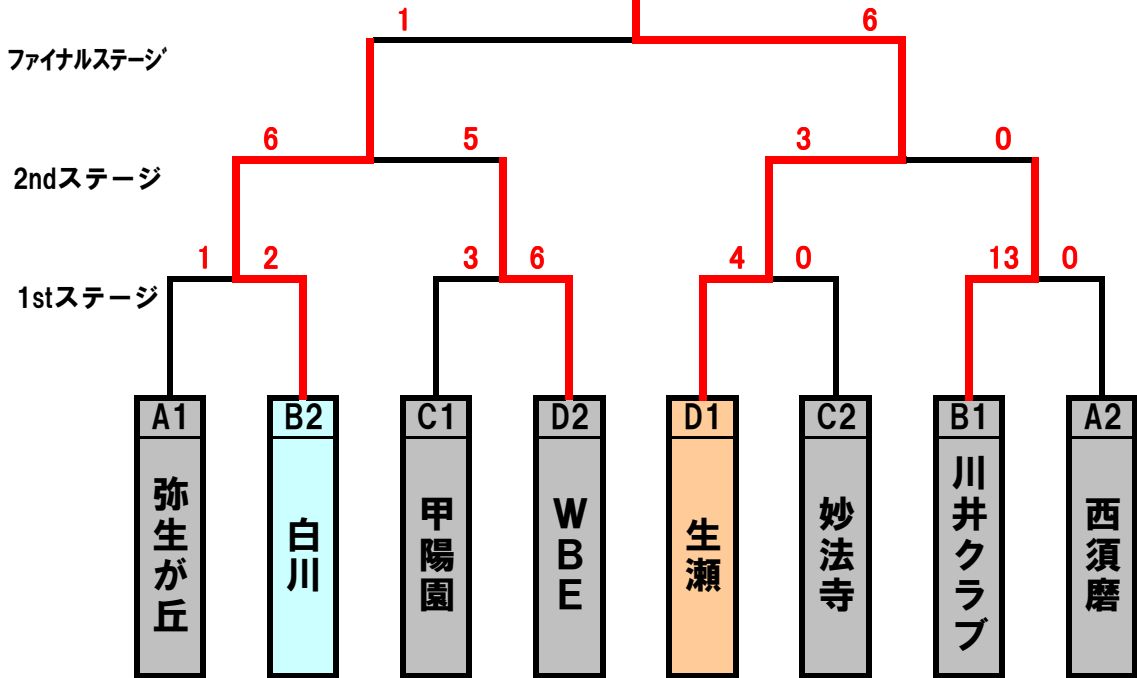 1 6
ファイナルステージ
6 5 3 0
2ndステージ
1 2 3 6 4 0 13 0
1stステージ
A1 B2 C1 D2 D1 C2 B1 A2
弥生が丘
白川
甲陽園
WBE
生瀬
妙法寺
川井クラブ
西須磨